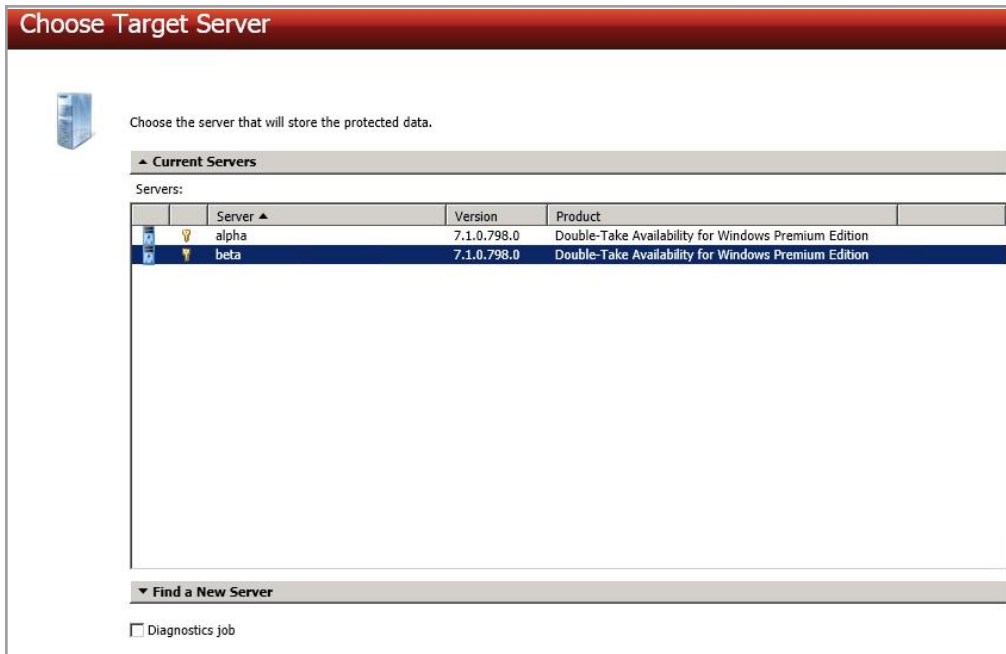 Choose Target Server
Choose the server that will store the protected data.
▲ Current Servers
Servers:
Server ▲ Version Product
alpha 7.1.0.798.0 Double-Take Availability for Windows Premium Edition
beta 7.1.0.798.0 Double-Take Availability for Windows Premium Edition
▼ Find a New Server
Diagnostics job